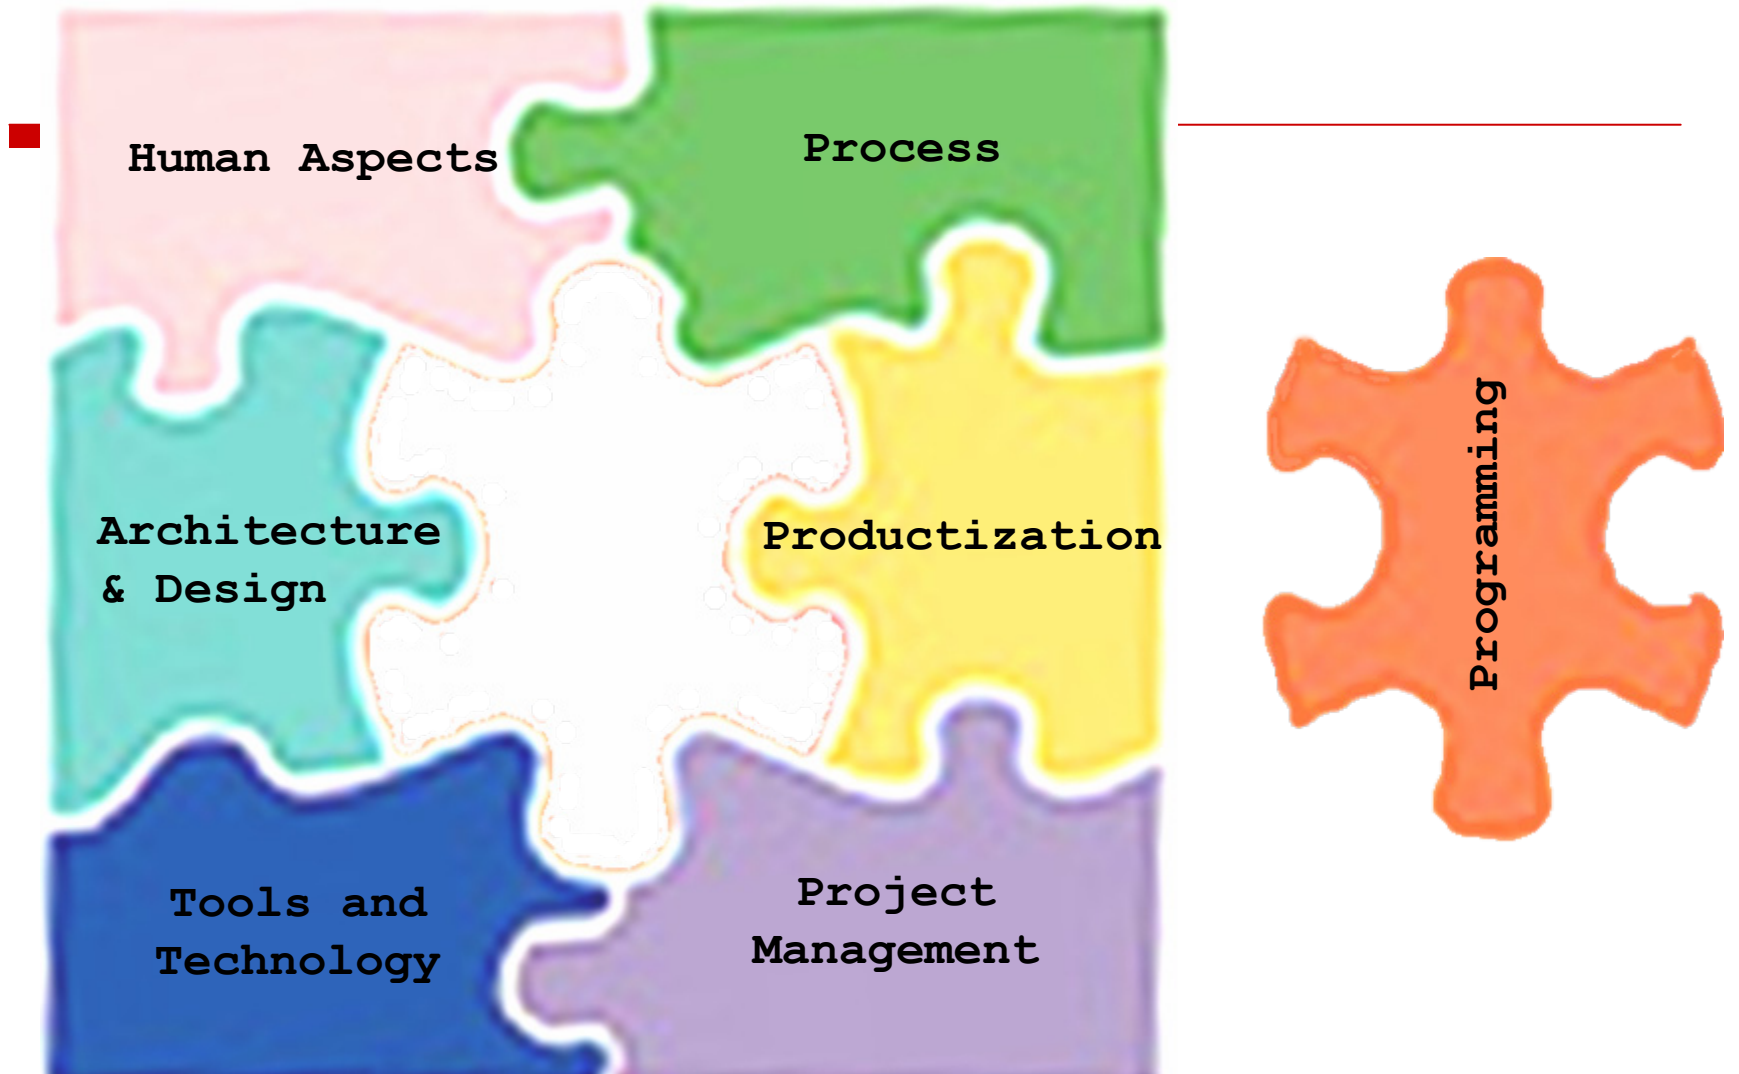 Human Aspects
Process
Architecture
& Design
Productization
Programming
Tools and
Technology
Project
Management